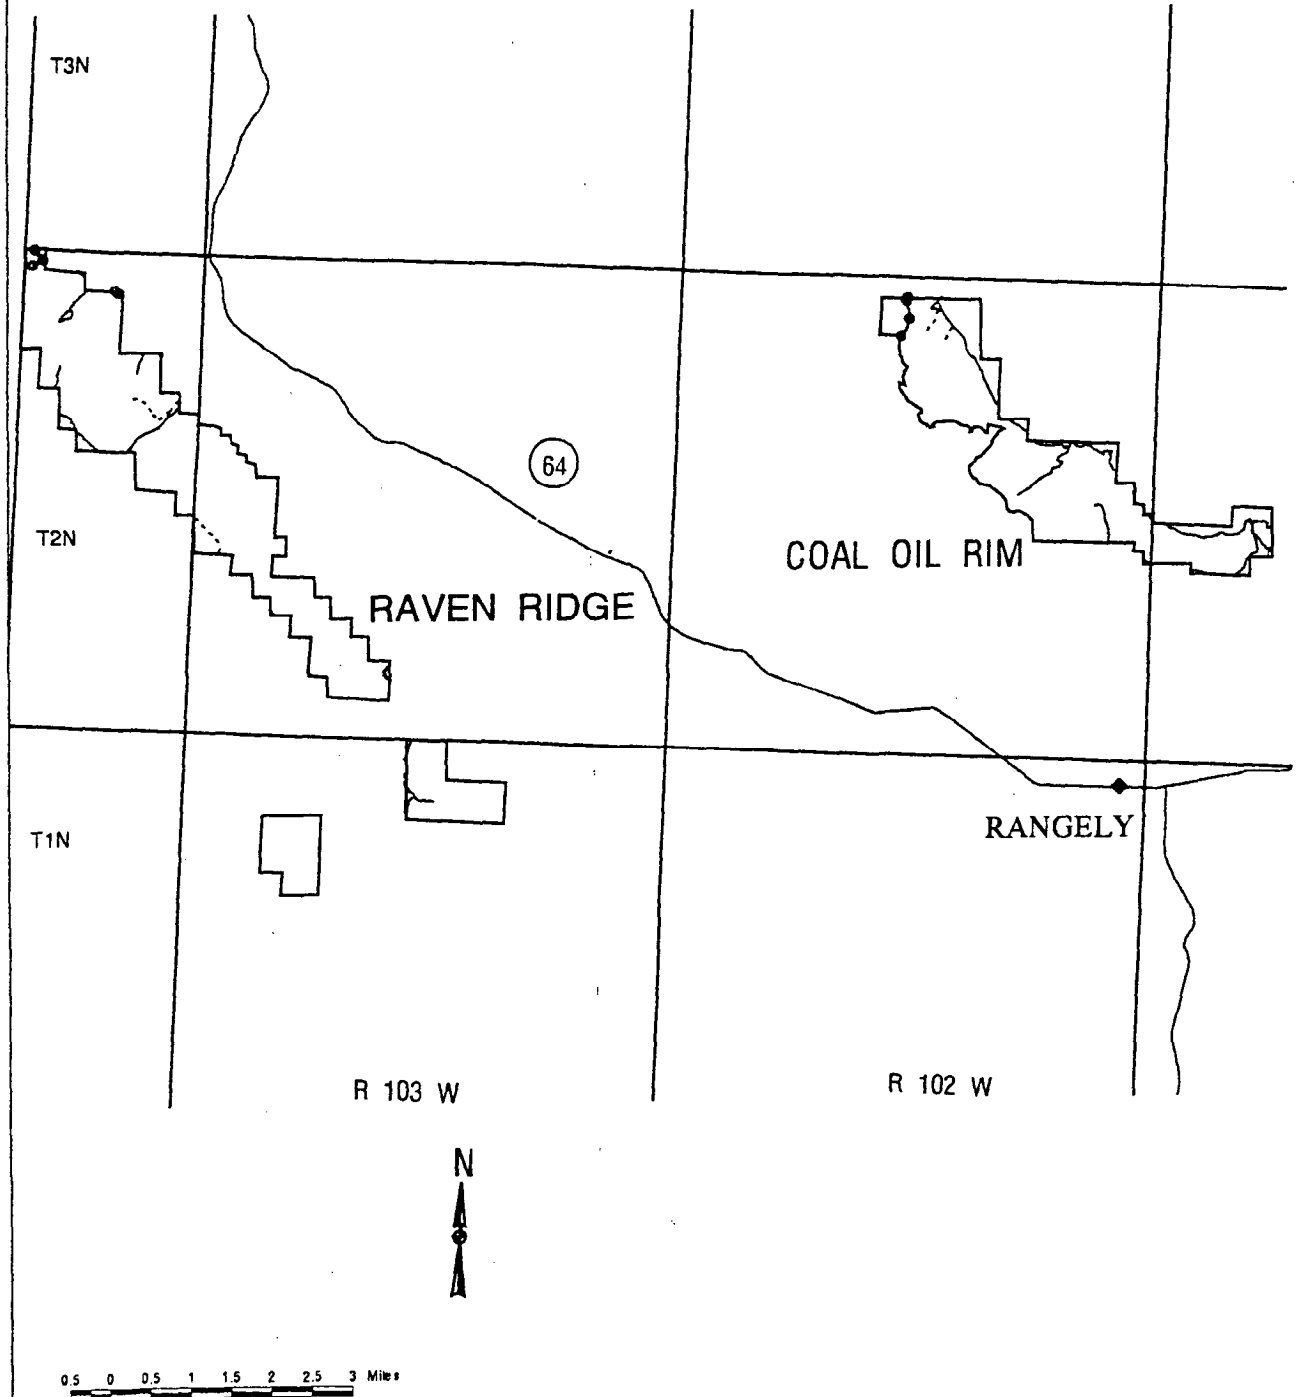 T3N
64
T2N
COAL OIL RIM
RAVEN RIDGE
RANGELY
T1N
R 103 W
R 102 W
N
0.5 0 0.5 1 1.5 2 2.5 3 Miles